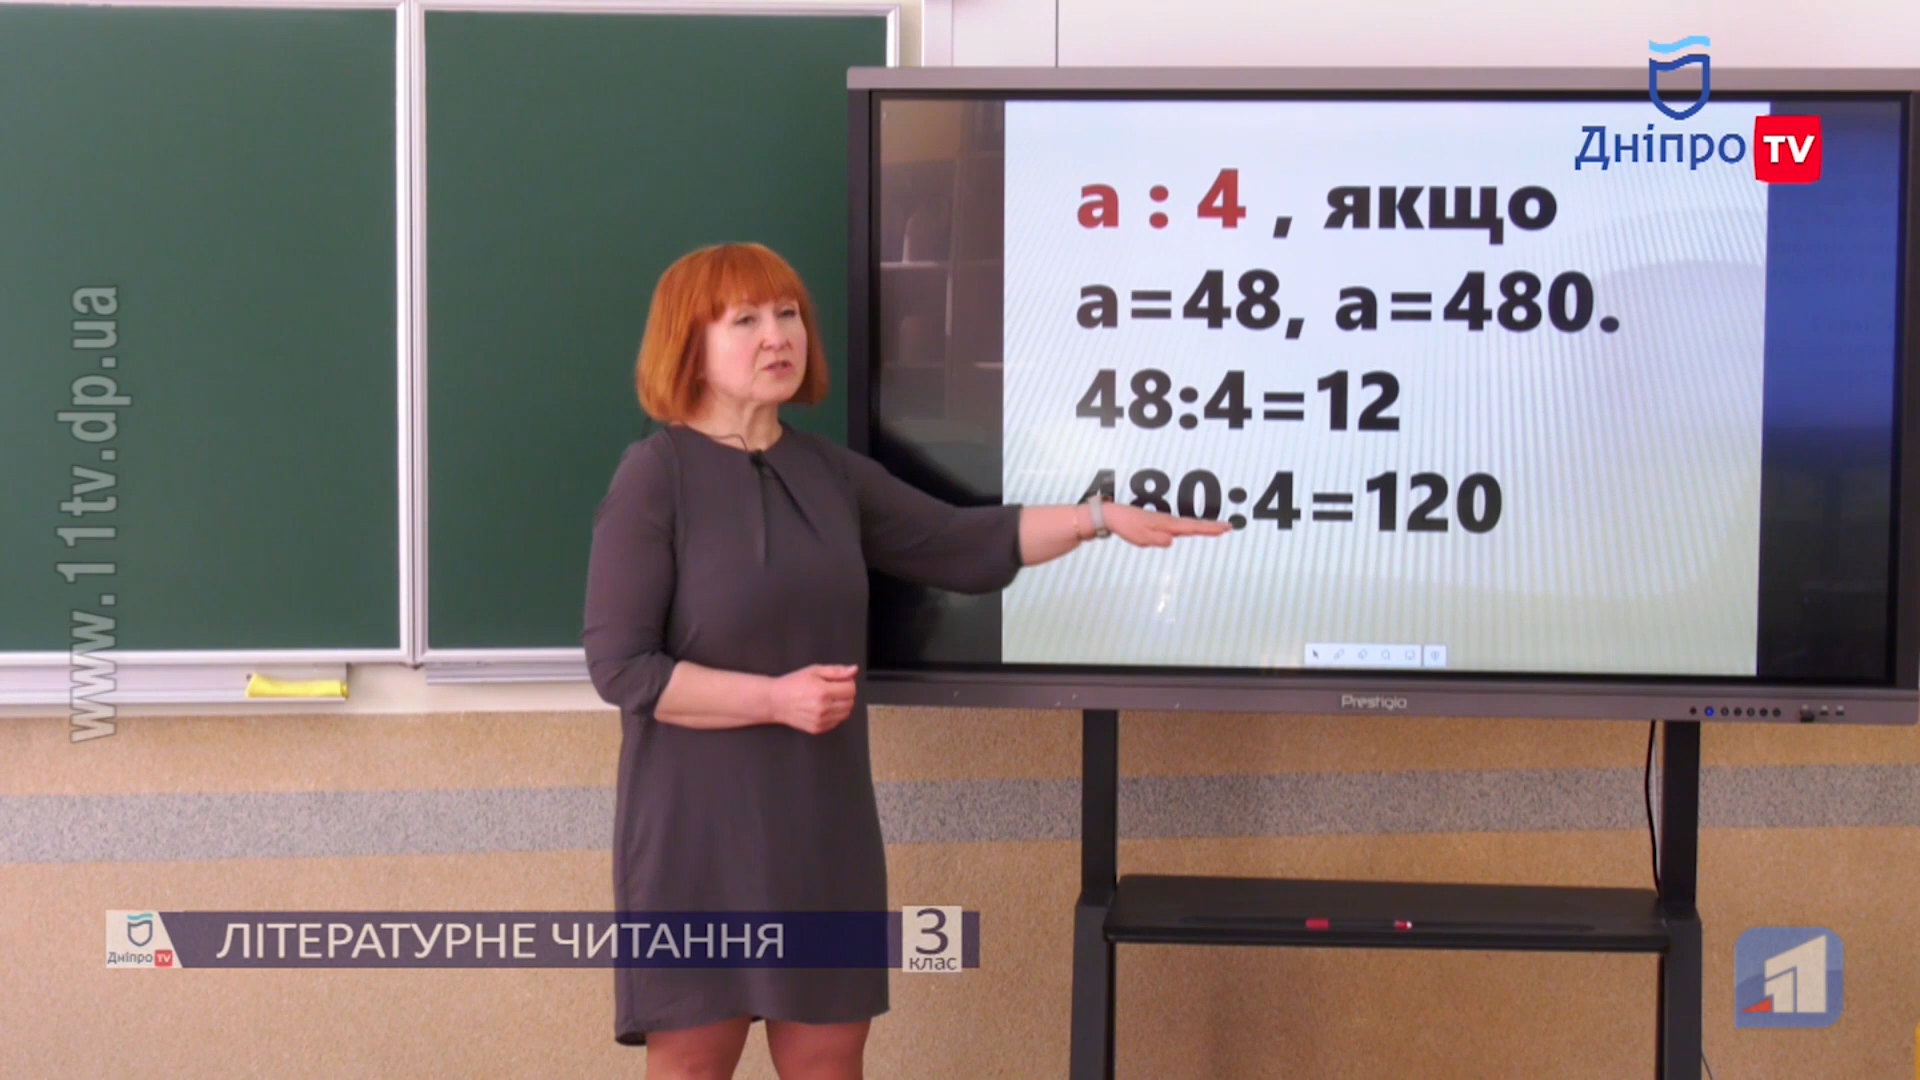 Дніпро TV
а : 4 , якщо
а=48, а=480.
48:4=12
480:4=120
www.11tv.dp.ua
Prestigio
Дніпро TV
ЛІТЕРАТУРНЕ ЧИТАННЯ
3
клас
11